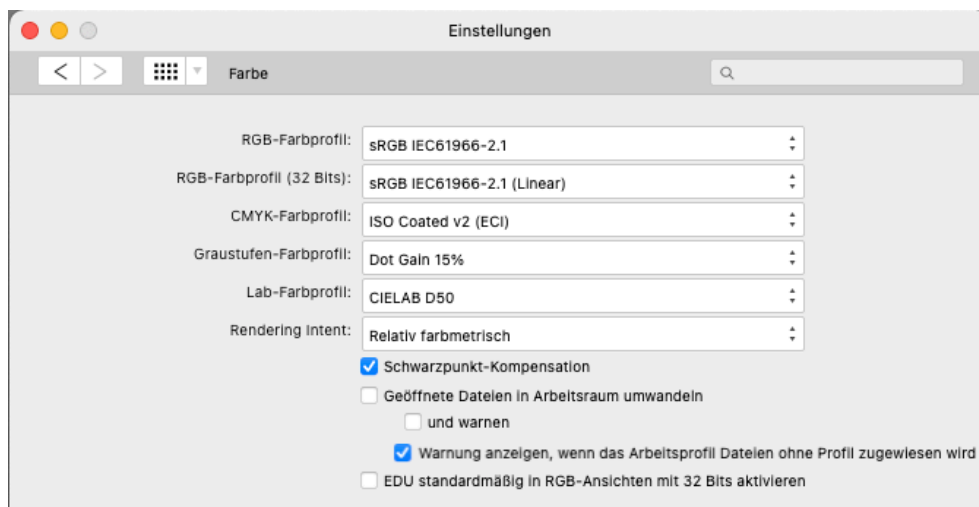 Einstellungen
Farbe
RGB-Farbprofil: sRGB IEC61966-2.1
RGB-Farbprofil (32 Bits): sRGB IEC61966-2.1 (Linear)
CMYK-Farbprofil: ISO Coated v2 (ECI)
Graustufen-Farbprofil: Dot Gain 15%
Lab-Farbprofil: CIELAB D50
Rendering Intent: Relativ farbmetrisch
Schwarzpunkt-Kompensation
Geöffnete Dateien in Arbeitsraum umwandeln
und warnen
Warnung anzeigen, wenn das Arbeitsprofil Dateien ohne Profil zugewiesen wird
EDU standardmäßig in RGB-Ansichten mit 32 Bits aktivieren